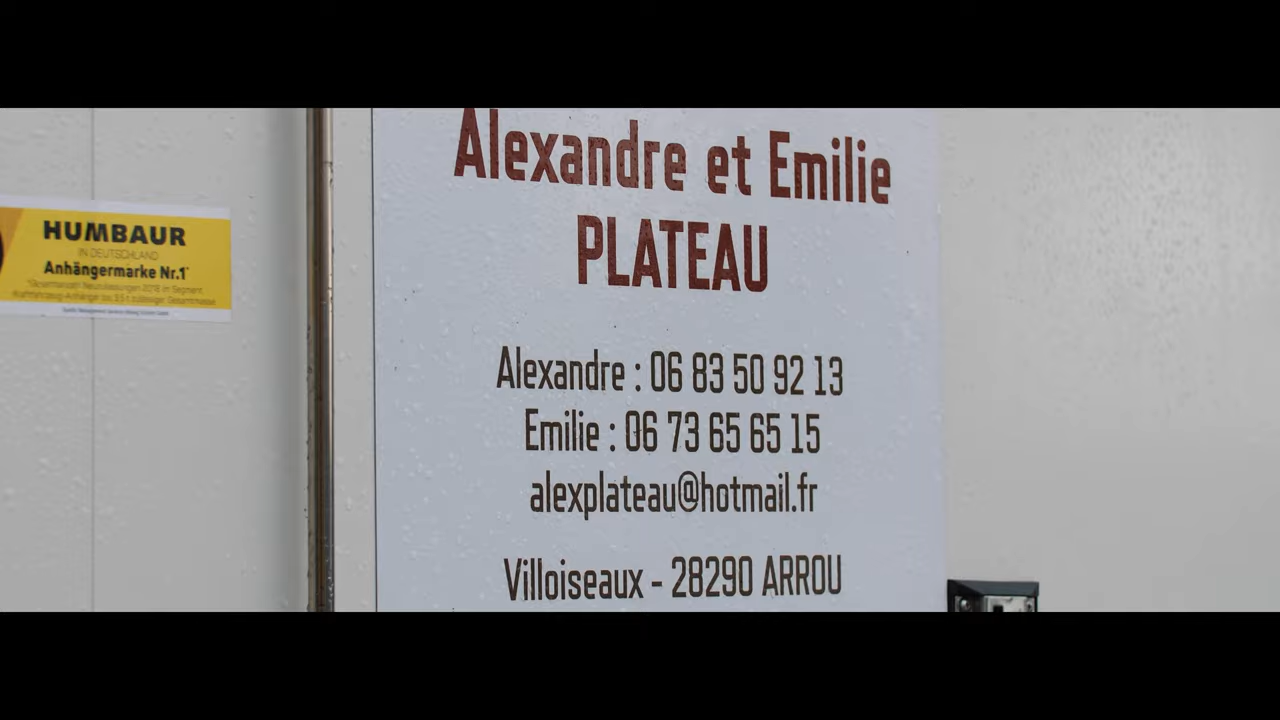 Alexandre et Emilie
PLATEAU
Alexandre : 06 83 50 92 13
Emilie : 06 73 65 65 15
alexplateau@hotmail.fr
Villoiseaux - 28290 ARROU
HUMBAUR
IN DEUTSCHLAND
Anhängermarke Nr.1